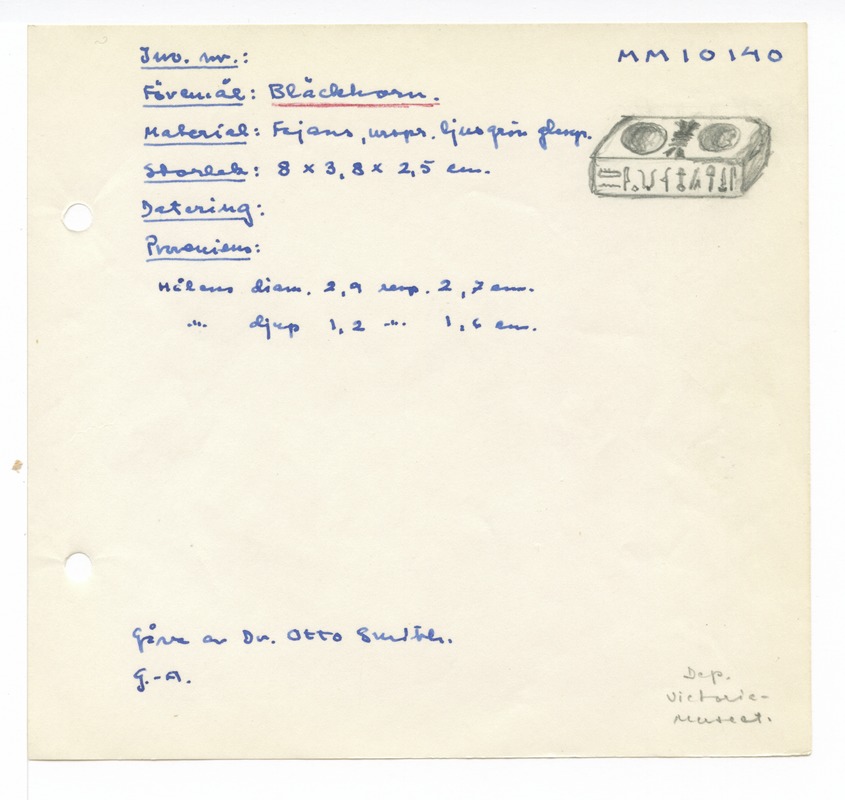 Inv. nr.: MM 10140
Föremål: Bläckhorn.
Material: Fajans, urspr. ljusgrön glasyr.
Storlek: 8 x 3,8 x 2,5 cm.
Datering:
Proveniens:
Hålens diam. 2,9 resp. 2,7 cm.
-"- djup 1,2 -"- 1,6 cm.
Gåva av Dr. Otto Smith.
G.-A.
Dep.
Victoria-
Museet.